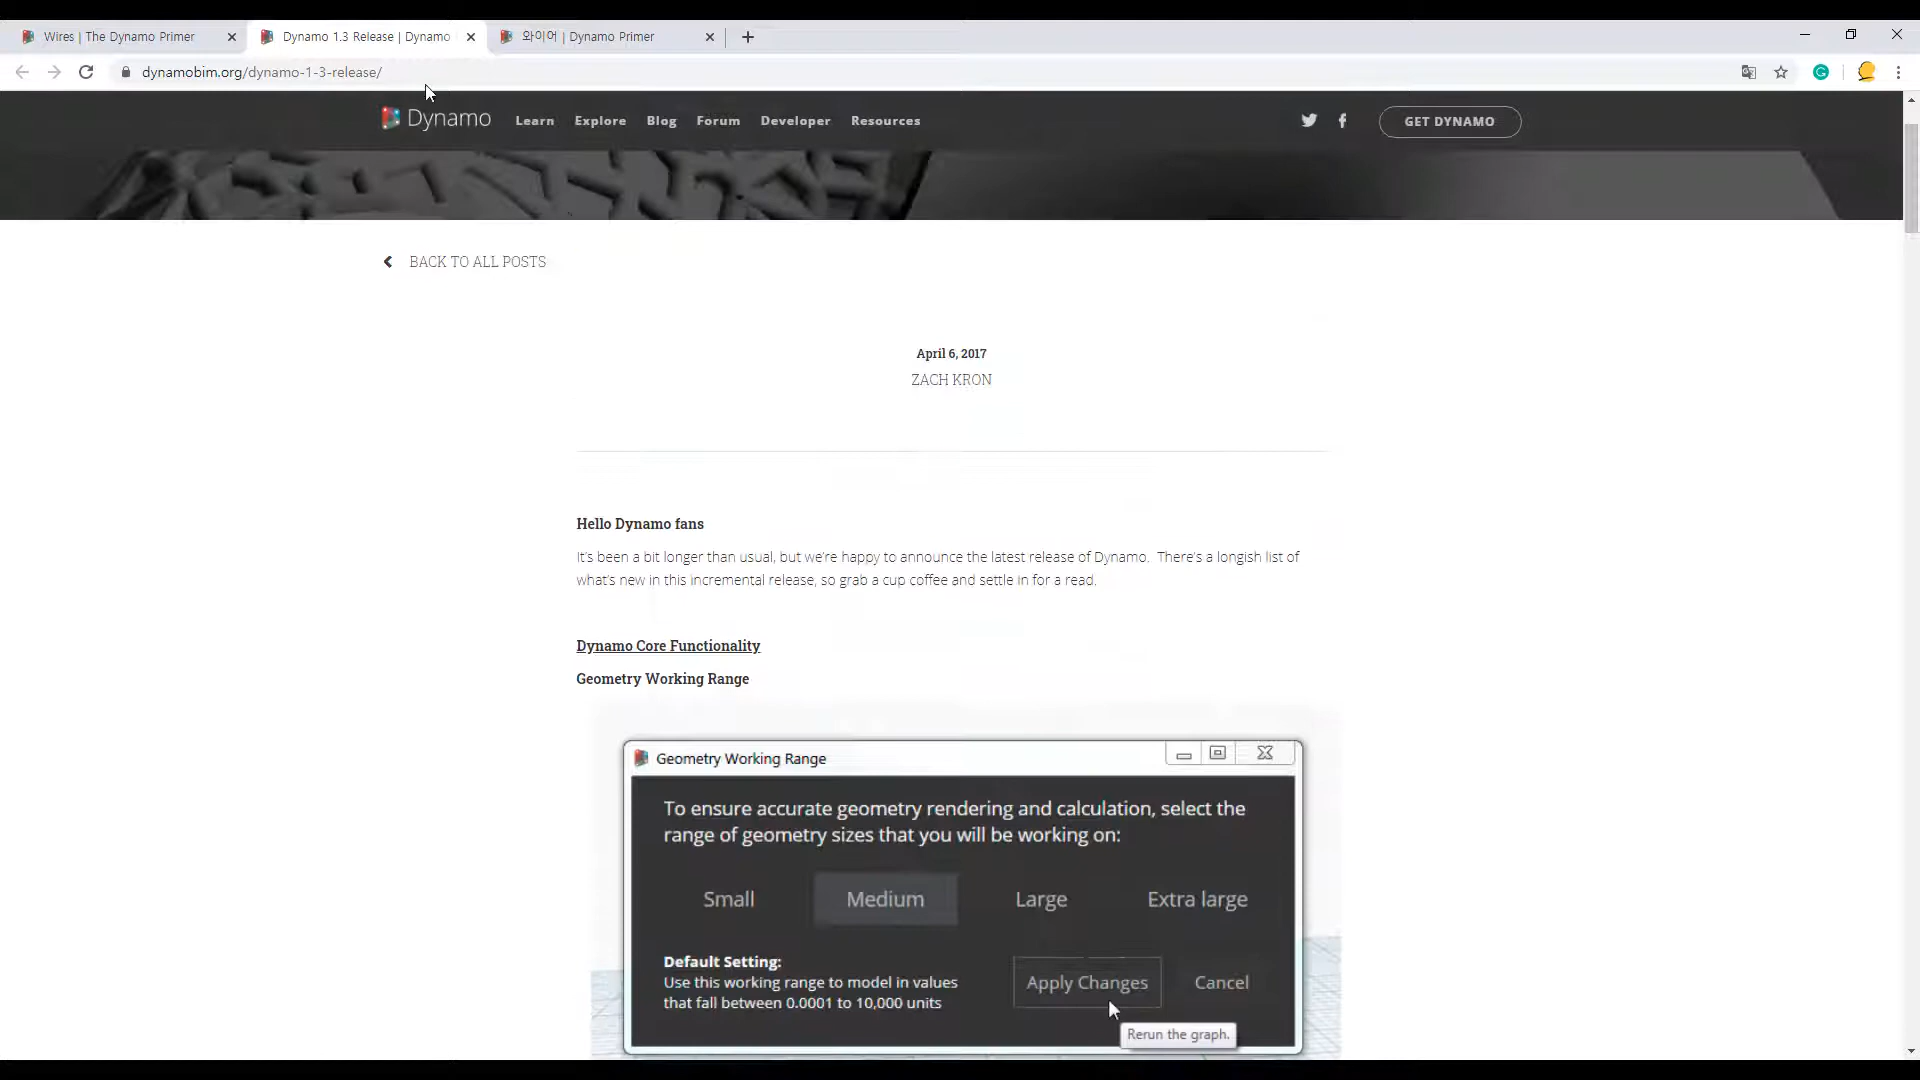 Wires | The Dynamo Primer
Dynamo 1.3 Release | Dynamo
와이어 | Dynamo Primer
dynamobim.org/dynamo-1-3-release/
Dynamo
Learn
Explore
Blog
Forum
Developer
Resources
GET DYNAMO
BACK TO ALL POSTS
April 6, 2017
ZACH KRON
Hello Dynamo fans
It's been a bit longer than usual, but we're happy to announce the latest release of Dynamo. There's a longish list of
what's new in this incremental release, so grab a cup coffee and settle in for a read.
Dynamo Core Functionality
Geometry Working Range
Geometry Working Range
To ensure accurate geometry rendering and calculation, select the
range of geometry sizes that you will be working on:
Small
Medium
Large
Extra large
Default Setting:
Use this working range to model in values
that fall between 0.0001 to 10,000 units
Apply Changes
Cancel
Rerun the graph.